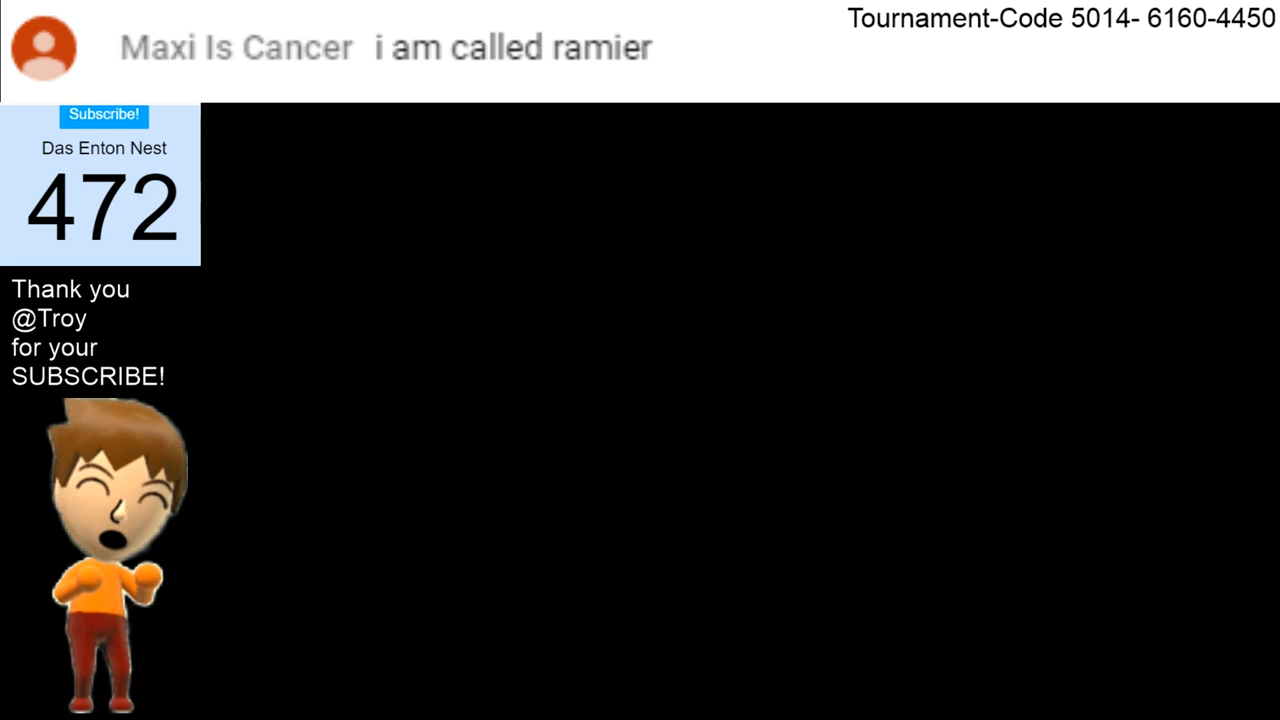 Tournament-Code 5014- 6160-4450
Maxi Is Cancer i am called ramier
Subscribe!
Das Enton Nest
472
Thank you
@Troy
for your
SUBSCRIBE!